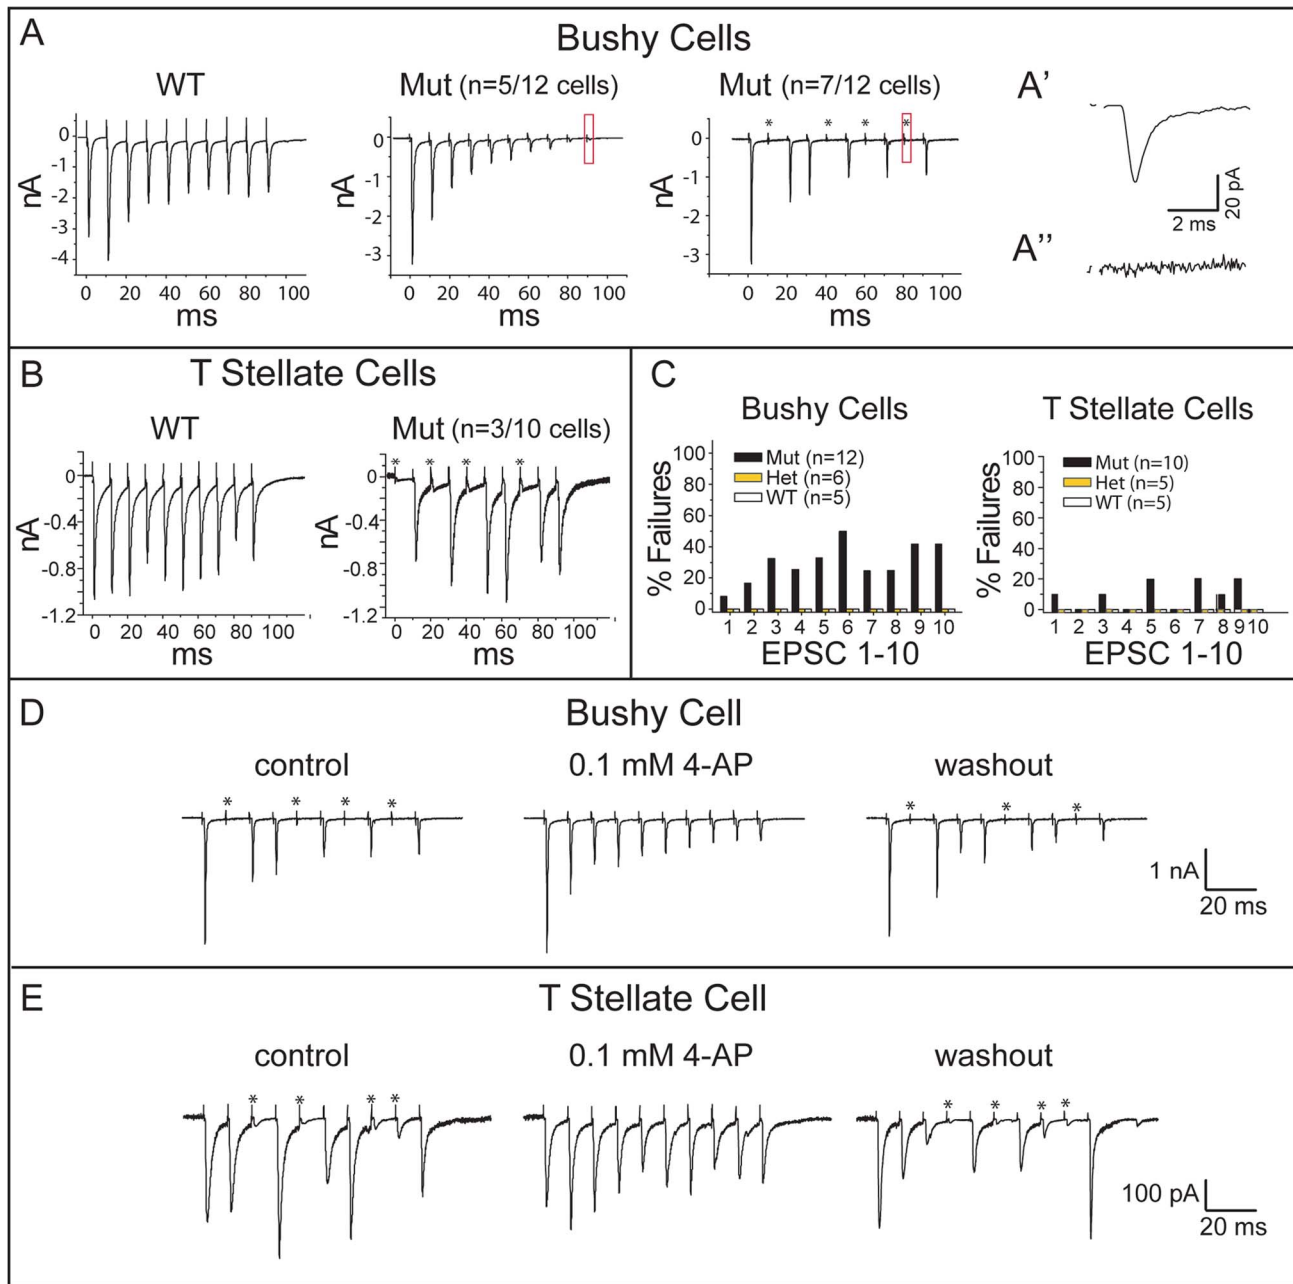 A
Bushy Cells
WT
Mut (n=5/12 cells)
Mut (n=7/12 cells)
A'
* * * *
0
-1
-2
-3
-4
nA
0 20 40 60 80 100
ms
0
-1
-2
-3
nA
0 20 40 60 80 100
ms
0
-1
-2
-3
nA
0 20 40 60 80 100
ms
20 pA
2 ms
A''
B
T Stellate Cells
WT
Mut (n=3/10 cells)
* * * *
0
-0.4
-0.8
-1.2
nA
0 20 40 60 80 100
ms
0
-0.4
-0.8
-1.2
nA
0 20 40 60 80 100
ms
C
Bushy Cells
Mut (n=12)
Het (n=6)
WT (n=5)
100
80
60
40
20
0
% Failures
1 2 3 4 5 6 7 8 9 10
EPSC 1-10
T Stellate Cells
Mut (n=10)
Het (n=5)
WT (n=5)
100
80
60
40
20
0
% Failures
1 2 3 4 5 6 7 8 9 10
EPSC 1-10
D
Bushy Cell
control
0.1 mM 4-AP
washout
* * * *
* * *
1 nA
20 ms
E
T Stellate Cell
control
0.1 mM 4-AP
washout
* * * *
* * * *
100 pA
20 ms